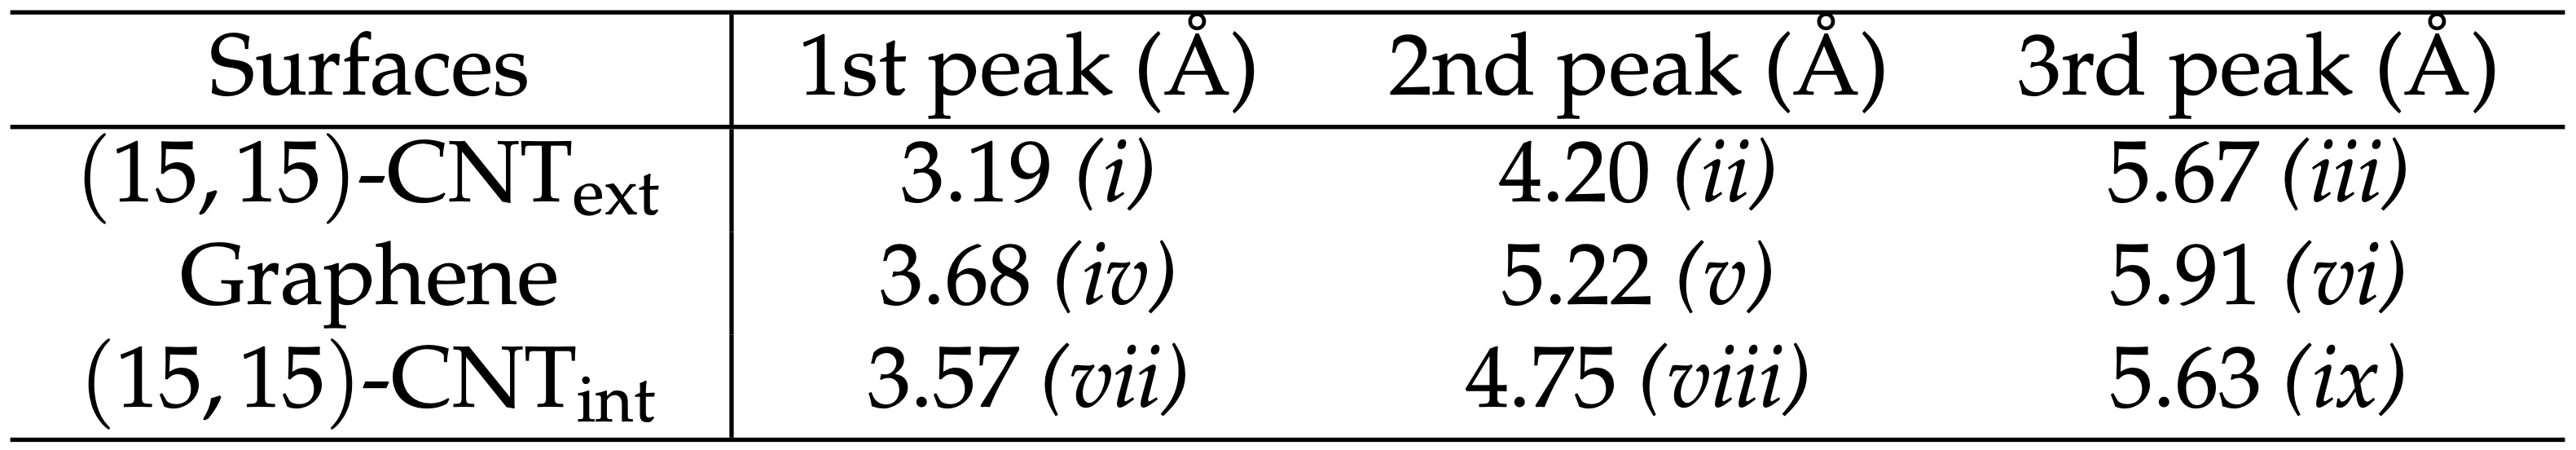 Surfaces 1st peak (Å) 2nd peak (Å) 3rd peak (Å)
(15, 15)-CNText 3.19 (i) 4.20 (ii) 5.67 (iii)
Graphene 3.68 (iv) 5.22 (v) 5.91 (vi)
(15, 15)-CNTint 3.57 (vii) 4.75 (viii) 5.63 (ix)